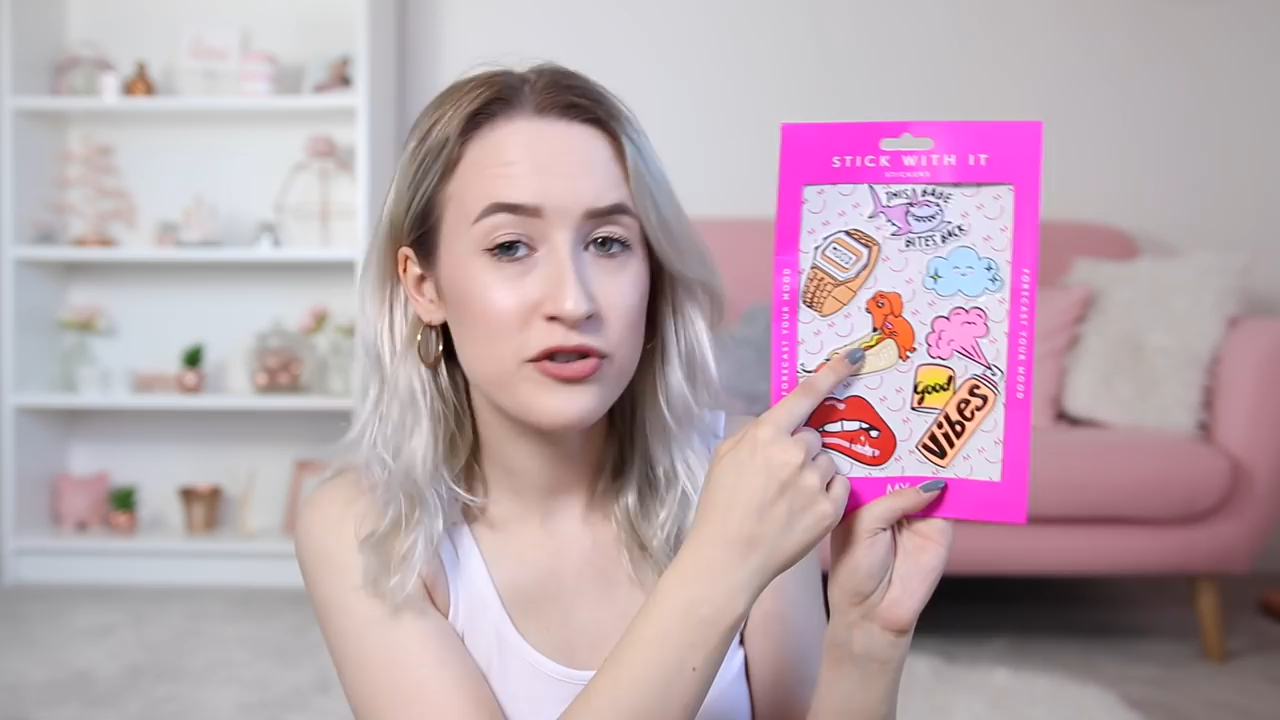 STICK WITH IT
STICKERS
THIS BABE
BITES BACK
FORECAST YOUR MOOD
FORECAST YOUR MOOD
Good
Vibes